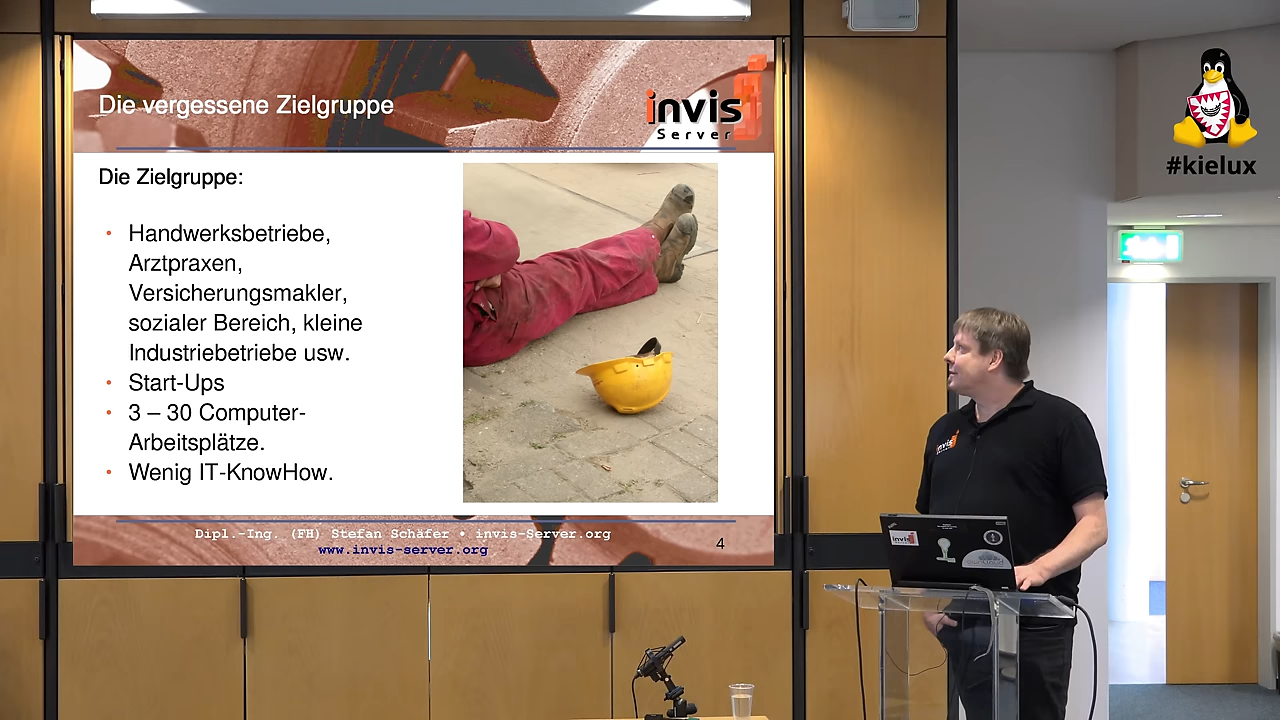 Die vergessene Zielgruppe
invis
Server
Die Zielgruppe:
• Handwerksbetriebe,
Arztpraxen,
Versicherungsmakler,
sozialer Bereich, kleine
Industriebetriebe usw.
• Start-Ups
• 3 – 30 Computer-
Arbeitsplätze.
• Wenig IT-KnowHow.
Dipl.-Ing. (FH) Stefan Schäfer • invis-Server.org
www.invis-server.org
4
#kielux
invis
invis